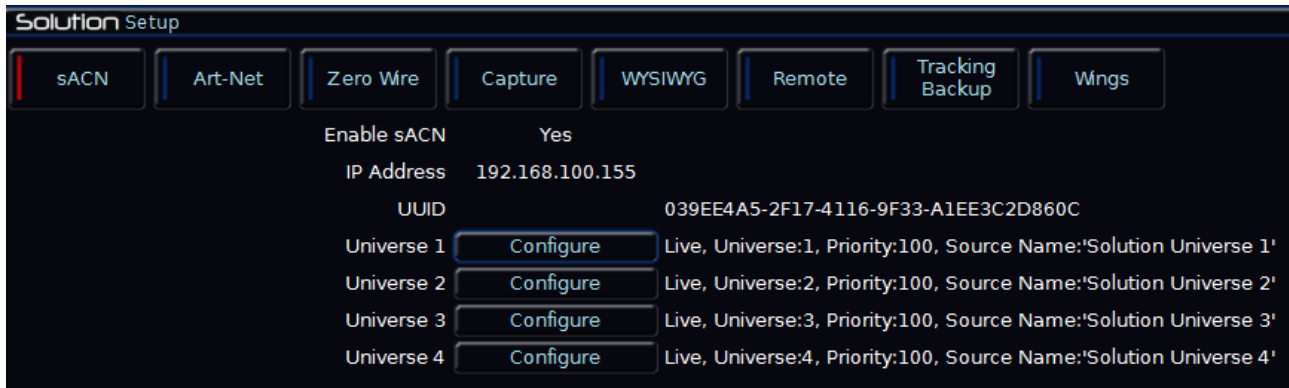 Solution Setup
sACN Art-Net Zero Wire Capture WYSIWYG Remote Tracking Backup Wings
Enable sACN Yes
IP Address 192.168.100.155
UUID 039EE4A5-2F17-4116-9F33-A1EE3C2D860C
Universe 1 Configure Live, Universe:1, Priority:100, Source Name:'Solution Universe 1'
Universe 2 Configure Live, Universe:2, Priority:100, Source Name:'Solution Universe 2'
Universe 3 Configure Live, Universe:3, Priority:100, Source Name:'Solution Universe 3'
Universe 4 Configure Live, Universe:4, Priority:100, Source Name:'Solution Universe 4'